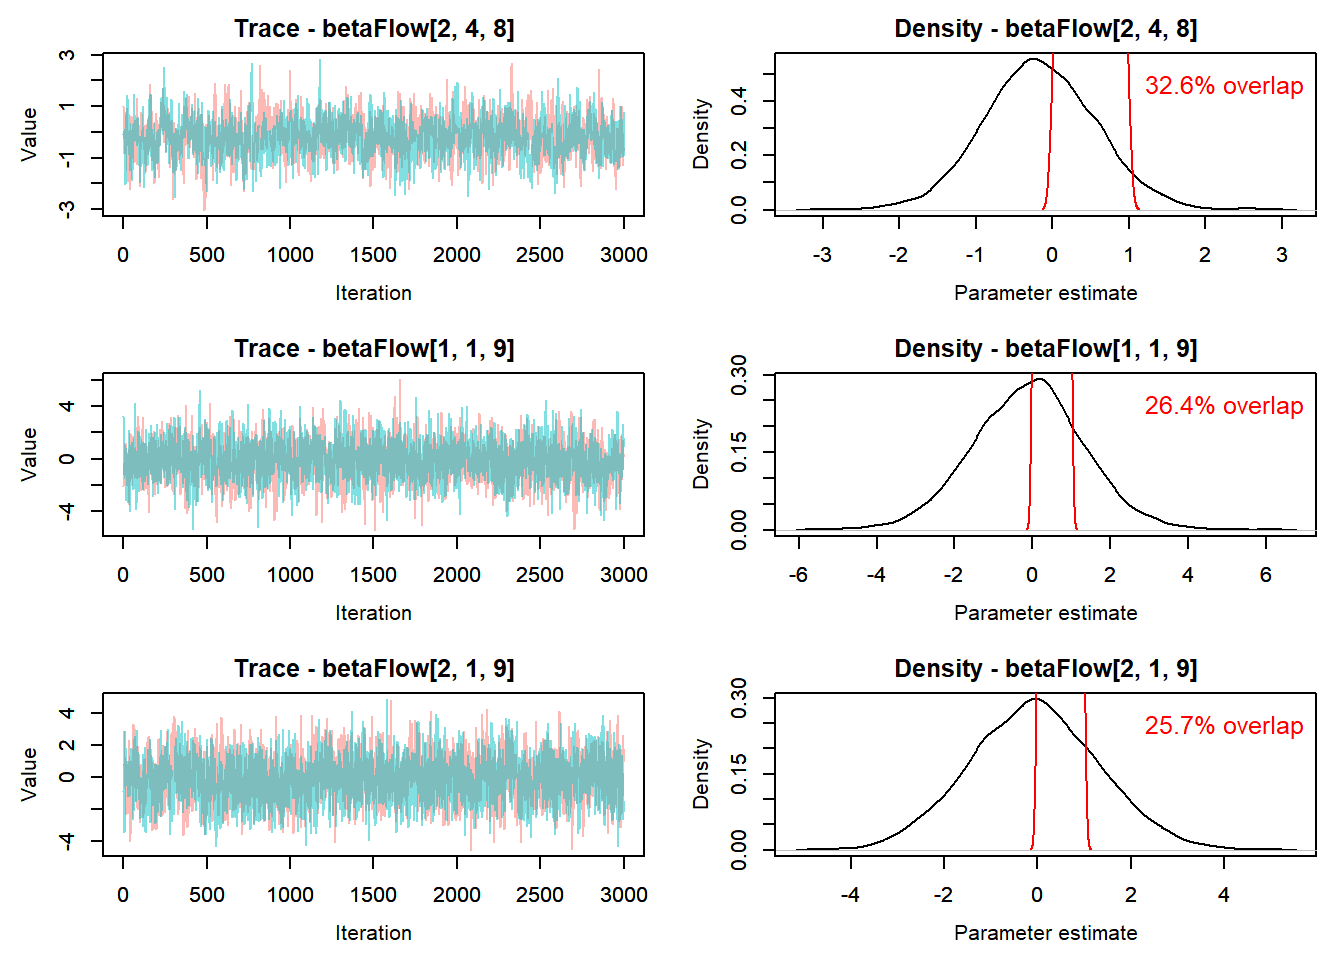 Trace - betaFlow[2, 4, 8]
Value
3
1
-1
-3
0 500 1000 1500 2000 2500 3000
Iteration
Density - betaFlow[2, 4, 8]
Density
0.4
0.2
0.0
32.6% overlap
-3 -2 -1 0 1 2 3
Parameter estimate
Trace - betaFlow[1, 1, 9]
Value
4
0
-4
0 500 1000 1500 2000 2500 3000
Iteration
Density - betaFlow[1, 1, 9]
Density
0.30
0.15
0.00
26.4% overlap
-6 -4 -2 0 2 4 6
Parameter estimate
Trace - betaFlow[2, 1, 9]
Value
4
2
0
-4
0 500 1000 1500 2000 2500 3000
Iteration
Density - betaFlow[2, 1, 9]
Density
0.30
0.15
0.00
25.7% overlap
-4 -2 0 2 4
Parameter estimate